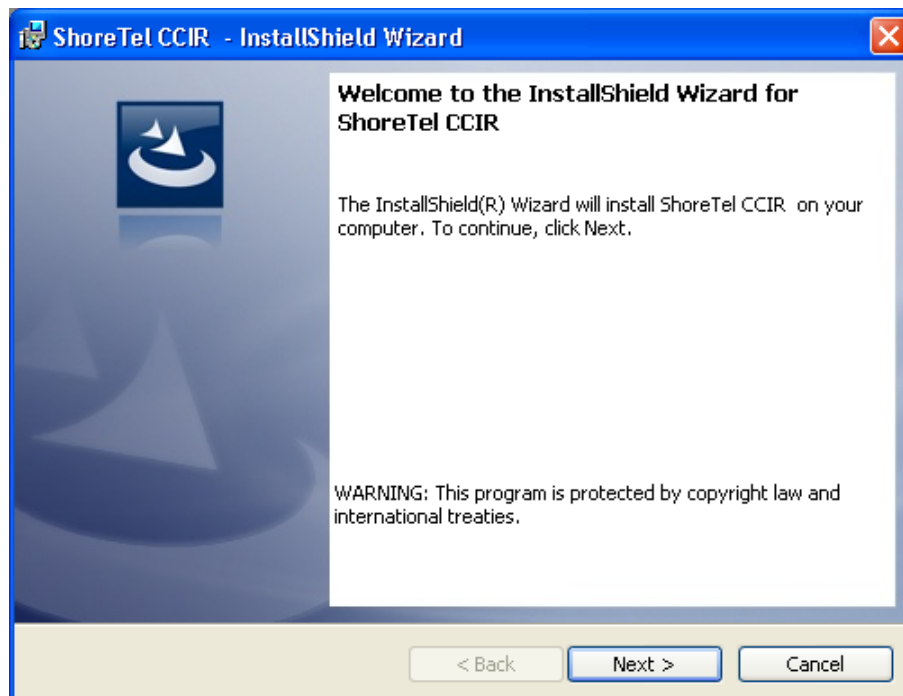 ShoreTel CCIR  - InstallShield Wizard
Welcome to the InstallShield Wizard for
ShoreTel CCIR
The InstallShield(R) Wizard will install ShoreTel CCIR  on your
computer. To continue, click Next.
WARNING: This program is protected by copyright law and
international treaties.
< Back
Next >
Cancel